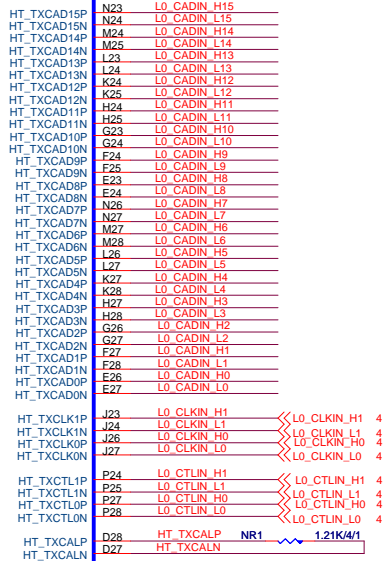 HT_TXCAD15P N23 L0_CADIN_H15
HT_TXCAD15N N24 L0_CADIN_L15
HT_TXCAD14P M24 L0_CADIN_H14
HT_TXCAD14N M25 L0_CADIN_L14
HT_TXCAD13P L23 L0_CADIN_H13
HT_TXCAD13N L24 L0_CADIN_L13
HT_TXCAD12P K24 L0_CADIN_H12
HT_TXCAD12N K25 L0_CADIN_L12
HT_TXCAD11P H24 L0_CADIN_H11
HT_TXCAD11N H25 L0_CADIN_L11
HT_TXCAD10P G23 L0_CADIN_H10
HT_TXCAD10N G24 L0_CADIN_L10
HT_TXCAD9P F24 L0_CADIN_H9
HT_TXCAD9N F25 L0_CADIN_L9
HT_TXCAD8P E23 L0_CADIN_H8
HT_TXCAD8N E24 L0_CADIN_L8
HT_TXCAD7P N26 L0_CADIN_H7
HT_TXCAD7N N27 L0_CADIN_L7
HT_TXCAD6P M27 L0_CADIN_H6
HT_TXCAD6N M28 L0_CADIN_L6
HT_TXCAD5P L26 L0_CADIN_H5
HT_TXCAD5N L27 L0_CADIN_L5
HT_TXCAD4P K27 L0_CADIN_H4
HT_TXCAD4N K28 L0_CADIN_L4
HT_TXCAD3P H27 L0_CADIN_H3
HT_TXCAD3N H28 L0_CADIN_L3
HT_TXCAD2P G26 L0_CADIN_H2
HT_TXCAD2N G27 L0_CADIN_L2
HT_TXCAD1P F27 L0_CADIN_H1
HT_TXCAD1N F28 L0_CADIN_L1
HT_TXCAD0P E26 L0_CADIN_H0
HT_TXCAD0N E27 L0_CADIN_L0
HT_TXCLK1P J23 L0_CLKIN_H1 L0_CLKIN_H1 4
HT_TXCLK1N J24 L0_CLKIN_L1 L0_CLKIN_L1 4
HT_TXCLK0P J26 L0_CLKIN_H0 L0_CLKIN_H0 4
HT_TXCLK0N J27 L0_CLKIN_L0 L0_CLKIN_L0 4
HT_TXCTL1P P24 L0_CTLIN_H1 L0_CTLIN_H1 4
HT_TXCTL1N P25 L0_CTLIN_L1 L0_CTLIN_L1 4
HT_TXCTL0P P27 L0_CTLIN_H0 L0_CTLIN_H0 4
HT_TXCTL0N P28 L0_CTLIN_L0 L0_CTLIN_L0 4
HT_TXCALP D28 HT_TXCALP NR1 1.21K/4/1
HT_TXCALN D27 HT_TXCALN